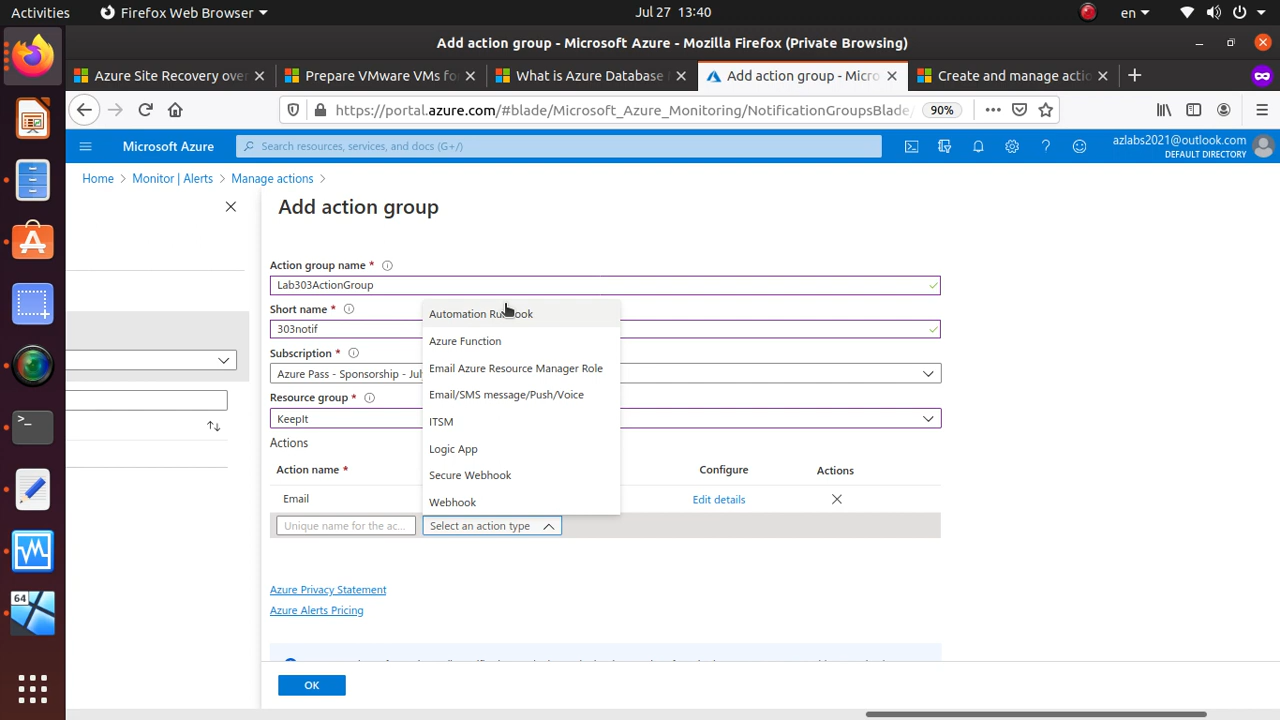 Activities Firefox Web Browser Jul 27 13:40 en
Add action group - Microsoft Azure - Mozilla Firefox (Private Browsing)
Azure Site Recovery over Prepare VMware VMs for What is Azure Database Add action group - Micro Create and manage actio
https://portal.azure.com/#blade/Microsoft_Azure_Monitoring/NotificationGroupsBlade/ 90%
Microsoft Azure Search resources, services, and docs (G+/) azlabs2021@outlook.com
DEFAULT DIRECTORY
Home > Monitor | Alerts > Manage actions >
Add action group
Action group name *
Lab303ActionGroup
Short name *
303notif
Subscription *
Azure Pass - Sponsorship - Jul
Resource group *
KeepIt
Actions
Action name * Configure Actions
Email Edit details
Unique name for the ac... Select an action type
Automation Runbook
Azure Function
Email Azure Resource Manager Role
Email/SMS message/Push/Voice
ITSM
Logic App
Secure Webhook
Webhook
Azure Privacy Statement
Azure Alerts Pricing
OK
>_
64